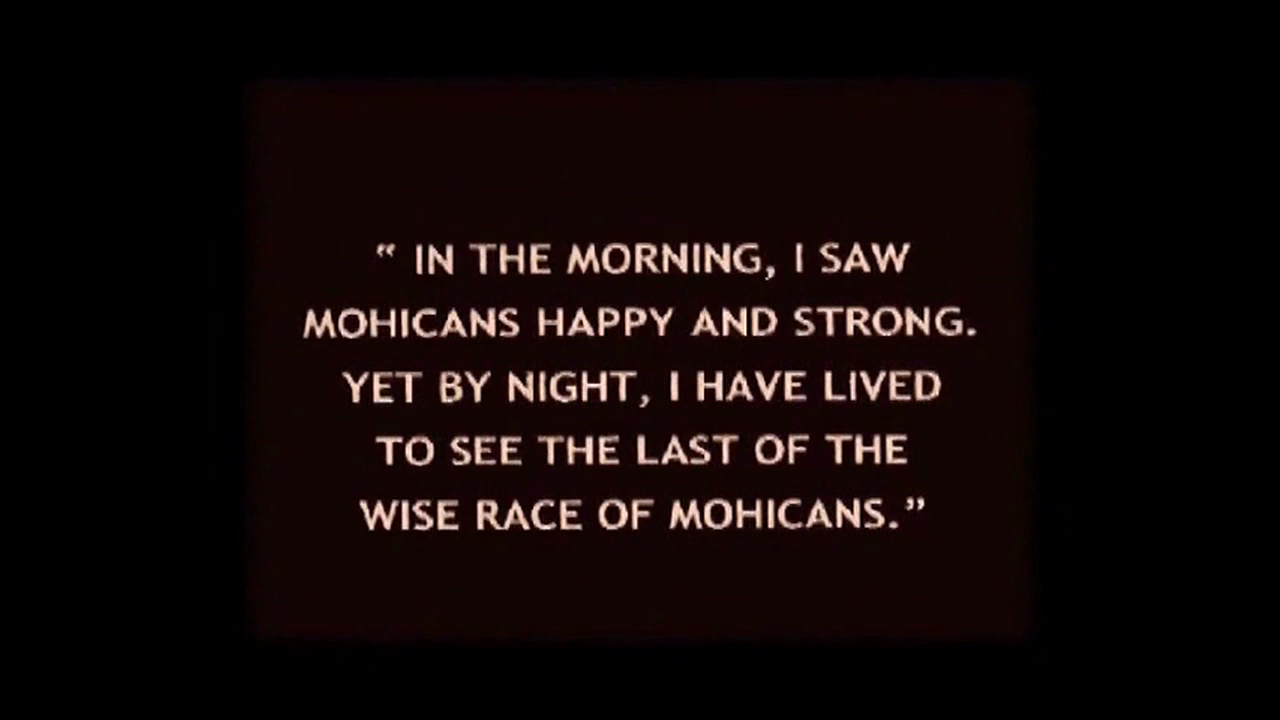 “ IN THE MORNING, I SAW
MOHICANS HAPPY AND STRONG.
YET BY NIGHT, I HAVE LIVED
TO SEE THE LAST OF THE
WISE RACE OF MOHICANS.”